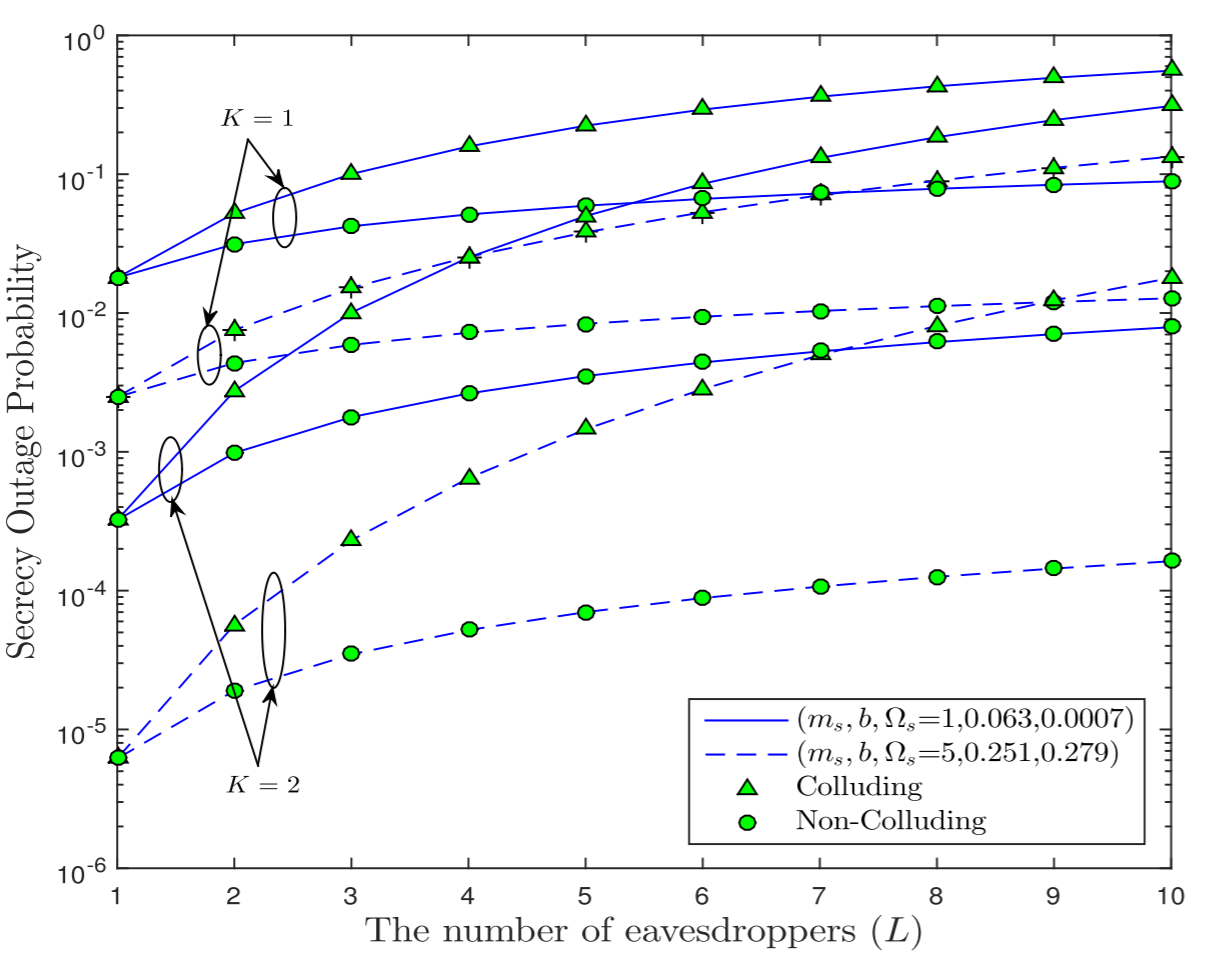 10^0
10^-1
10^-2
10^-3
10^-4
10^-5
10^-6
Secrecy Outage Probability
K = 1
K = 2
(m_s, b, Ω_s=1,0.063,0.0007)
(m_s, b, Ω_s=5,0.251,0.279)
Colluding
Non-Colluding
1 2 3 4 5 6 7 8 9 10
The number of eavesdroppers (L)